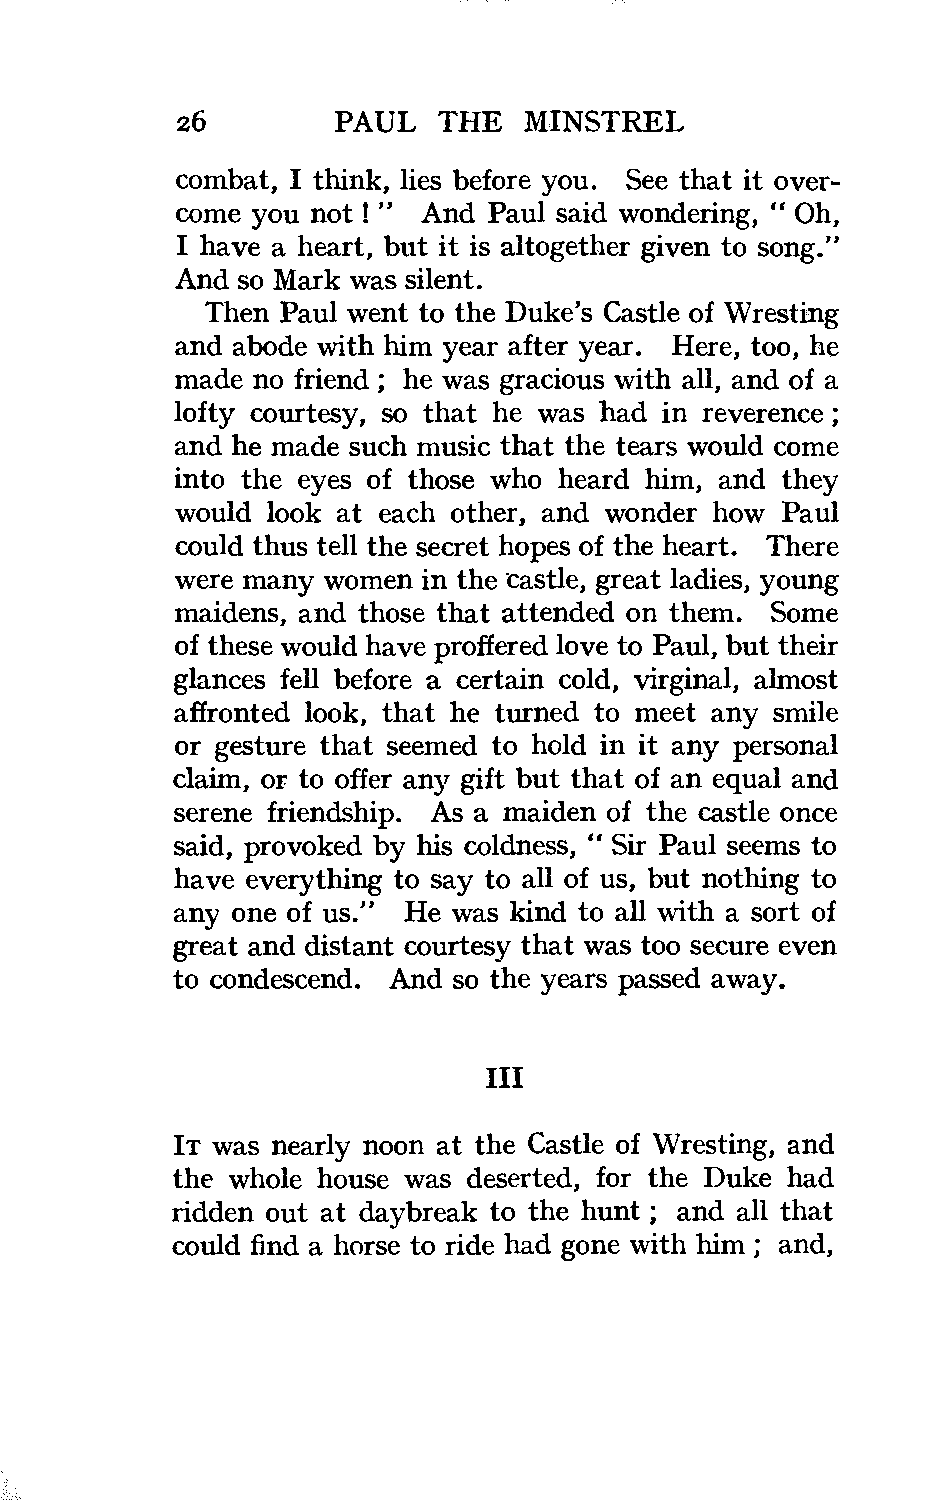 26 PAUL THE MINSTREL
combat, I think, lies before you. See that it over-
come you not ! " And Paul said wondering, " Oh,
I have a heart, but it is altogether given to song."
And so Mark was silent.
Then Paul went to the Duke's Castle of Wresting
and abode with him year after year. Here, too, he
made no friend ; he was gracious with all, and of a
lofty courtesy, so that he was had in reverence ;
and he made such music that the tears would come
into the eyes of those who heard him, and they
would look at each other, and wonder how Paul
could thus tell the secret hopes of the heart. There
were many women in the castle, great ladies, young
maidens, and those that attended on them. Some
of these would have proffered love to Paul, but their
glances fell before a certain cold, virginal, almost
affronted look, that he turned to meet any smile
or gesture that seemed to hold in it any personal
claim, or to offer any gift but that of an equal and
serene friendship. As a maiden of the castle once
said, provoked by his coldness, " Sir Paul seems to
have everything to say to all of us, but nothing to
any one of us." He was kind to all with a sort of
great and distant courtesy that was too secure even
to condescend. And so the years passed away.
III
IT was nearly noon at the Castle of Wresting, and
the whole house was deserted, for the Duke had
ridden out at daybreak to the hunt ; and all that
could find a horse to ride had gone with him ; and,